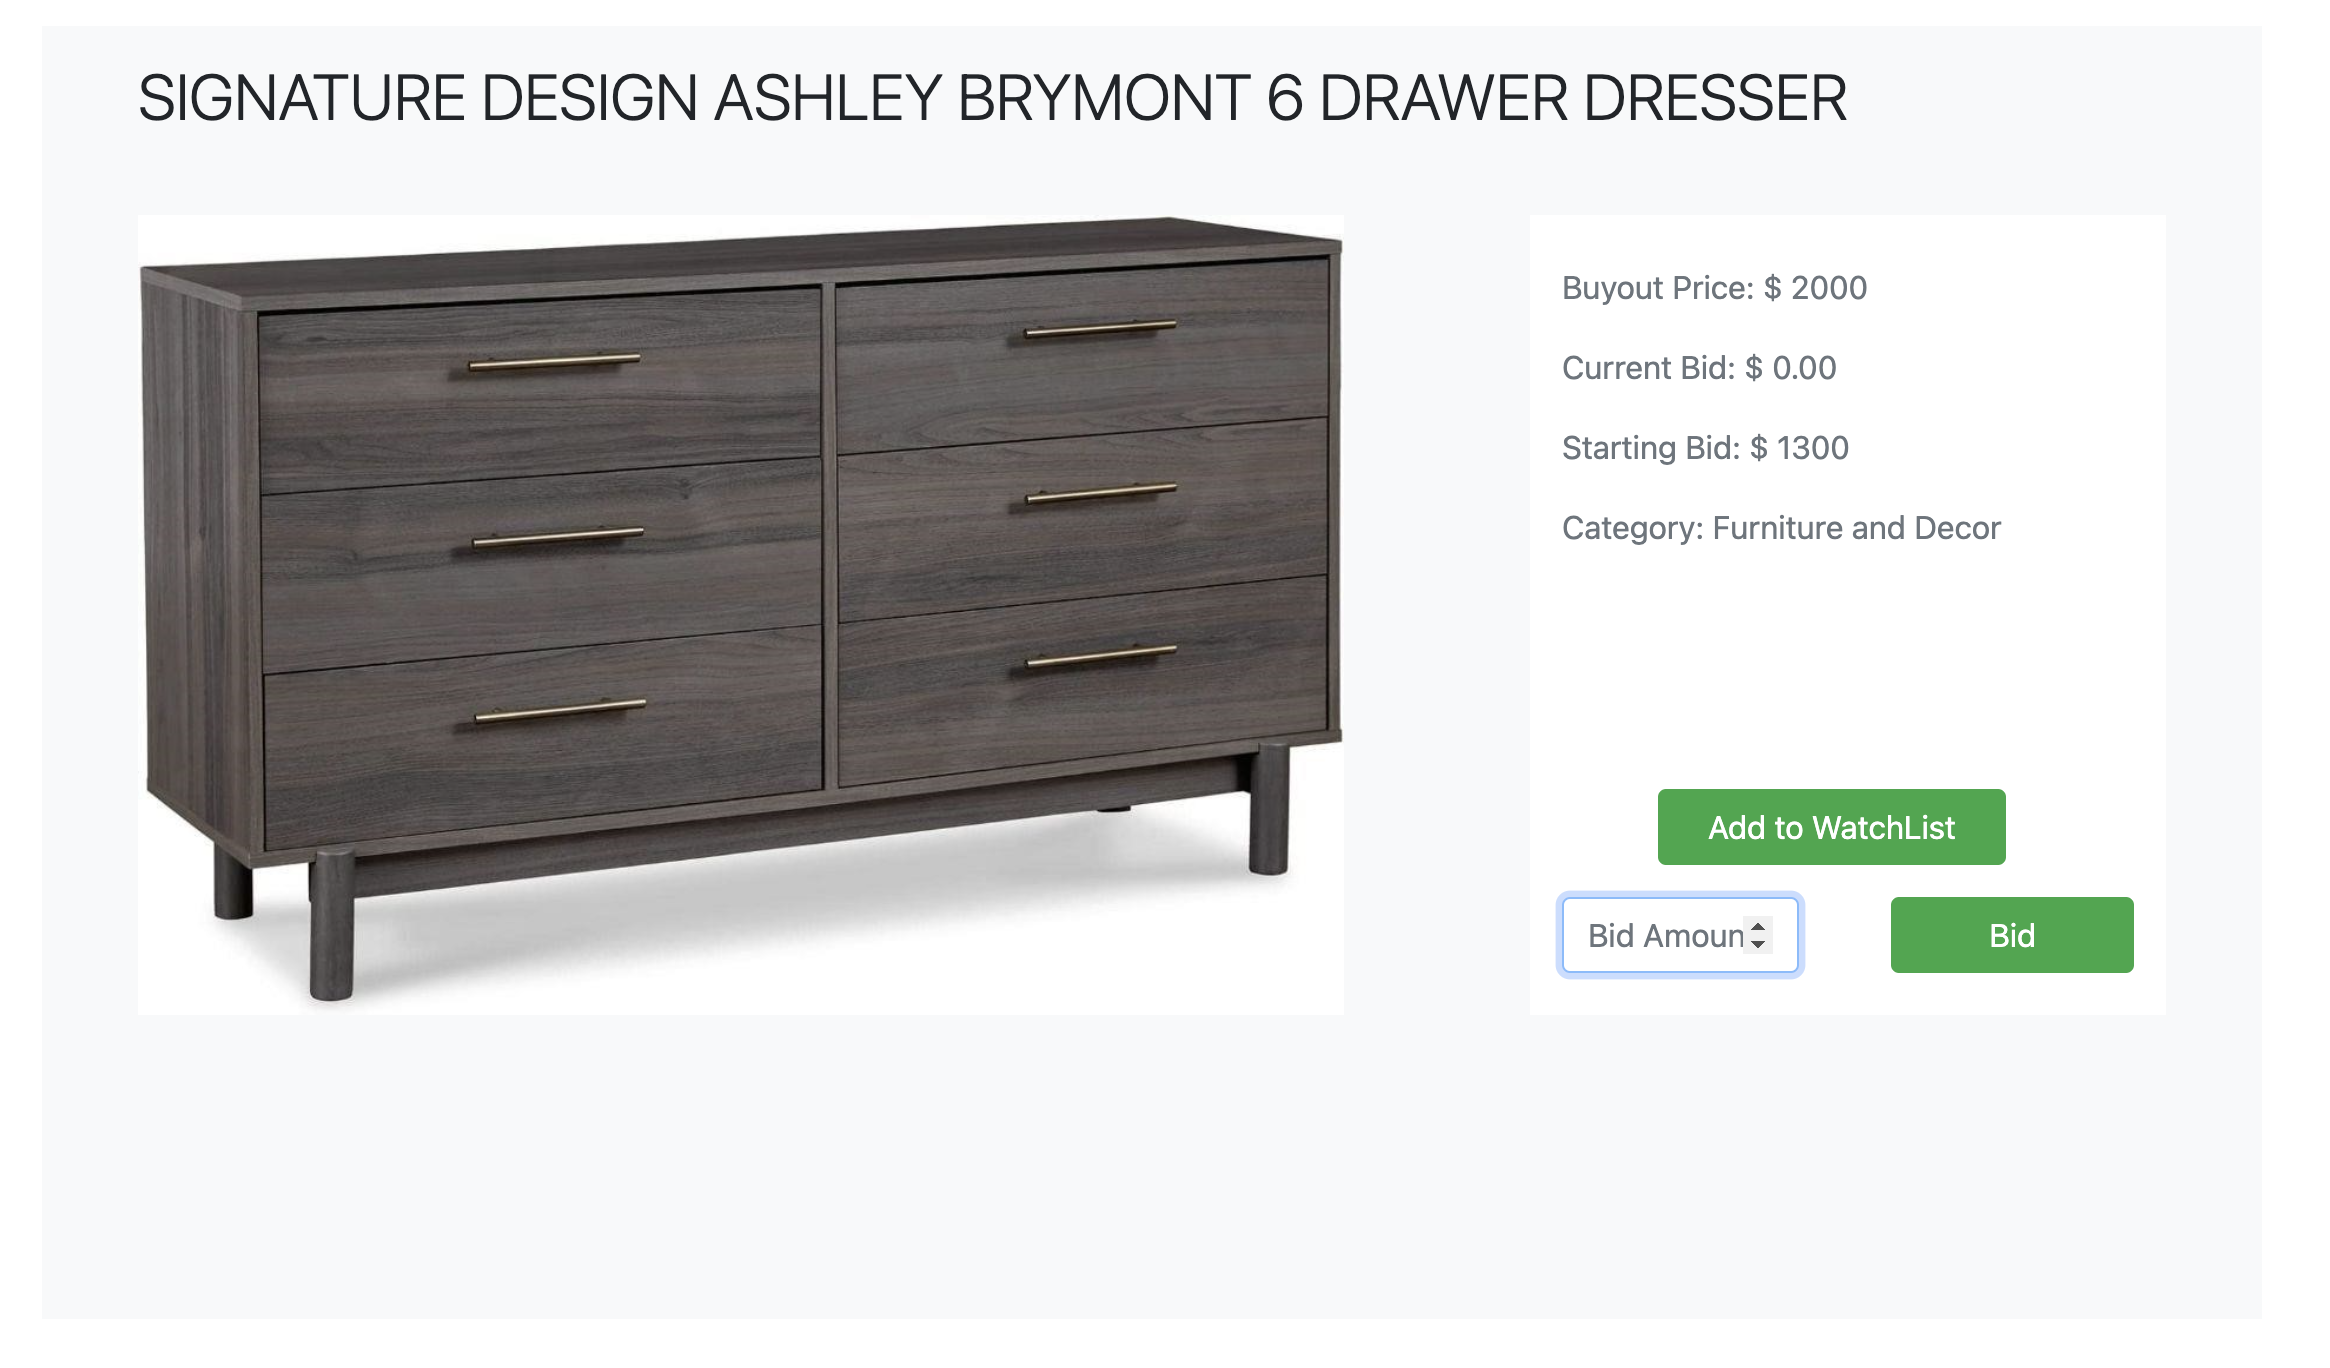 SIGNATURE DESIGN ASHLEY BRYMONT 6 DRAWER DRESSER
Buyout Price: $ 2000
Current Bid: $ 0.00
Starting Bid: $ 1300
Category: Furniture and Decor
Add to WatchList
Bid Amoun
Bid